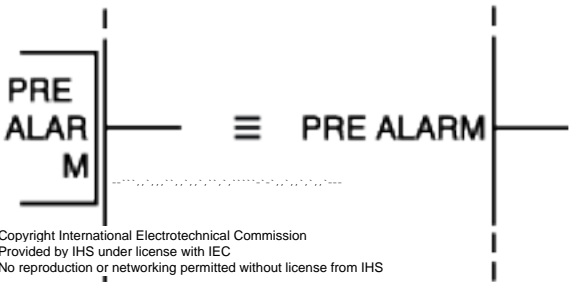 PRE
ALAR
M
≡ PRE ALARM
Copyright International Electrotechnical Commission
Provided by IHS under license with IEC
No reproduction or networking permitted without license from IHS